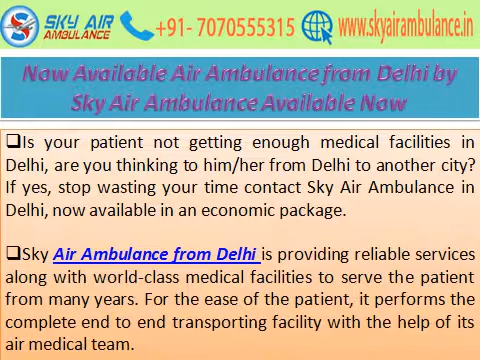 SKY AIR
AMBULANCE
+91- 7070555315
www.skyairambulance.in
Now Available Air Ambulance from Delhi by
Sky Air Ambulance Available Now
❑Is your patient not getting enough medical facilities in
Delhi, are you thinking to him/her from Delhi to another city?
If yes, stop wasting your time contact Sky Air Ambulance in
Delhi, now available in an economic package.
❑Sky Air Ambulance from Delhi is providing reliable services
along with world-class medical facilities to serve the patient
from many years. For the ease of the patient, it performs the
complete end to end transporting facility with the help of its
air medical team.